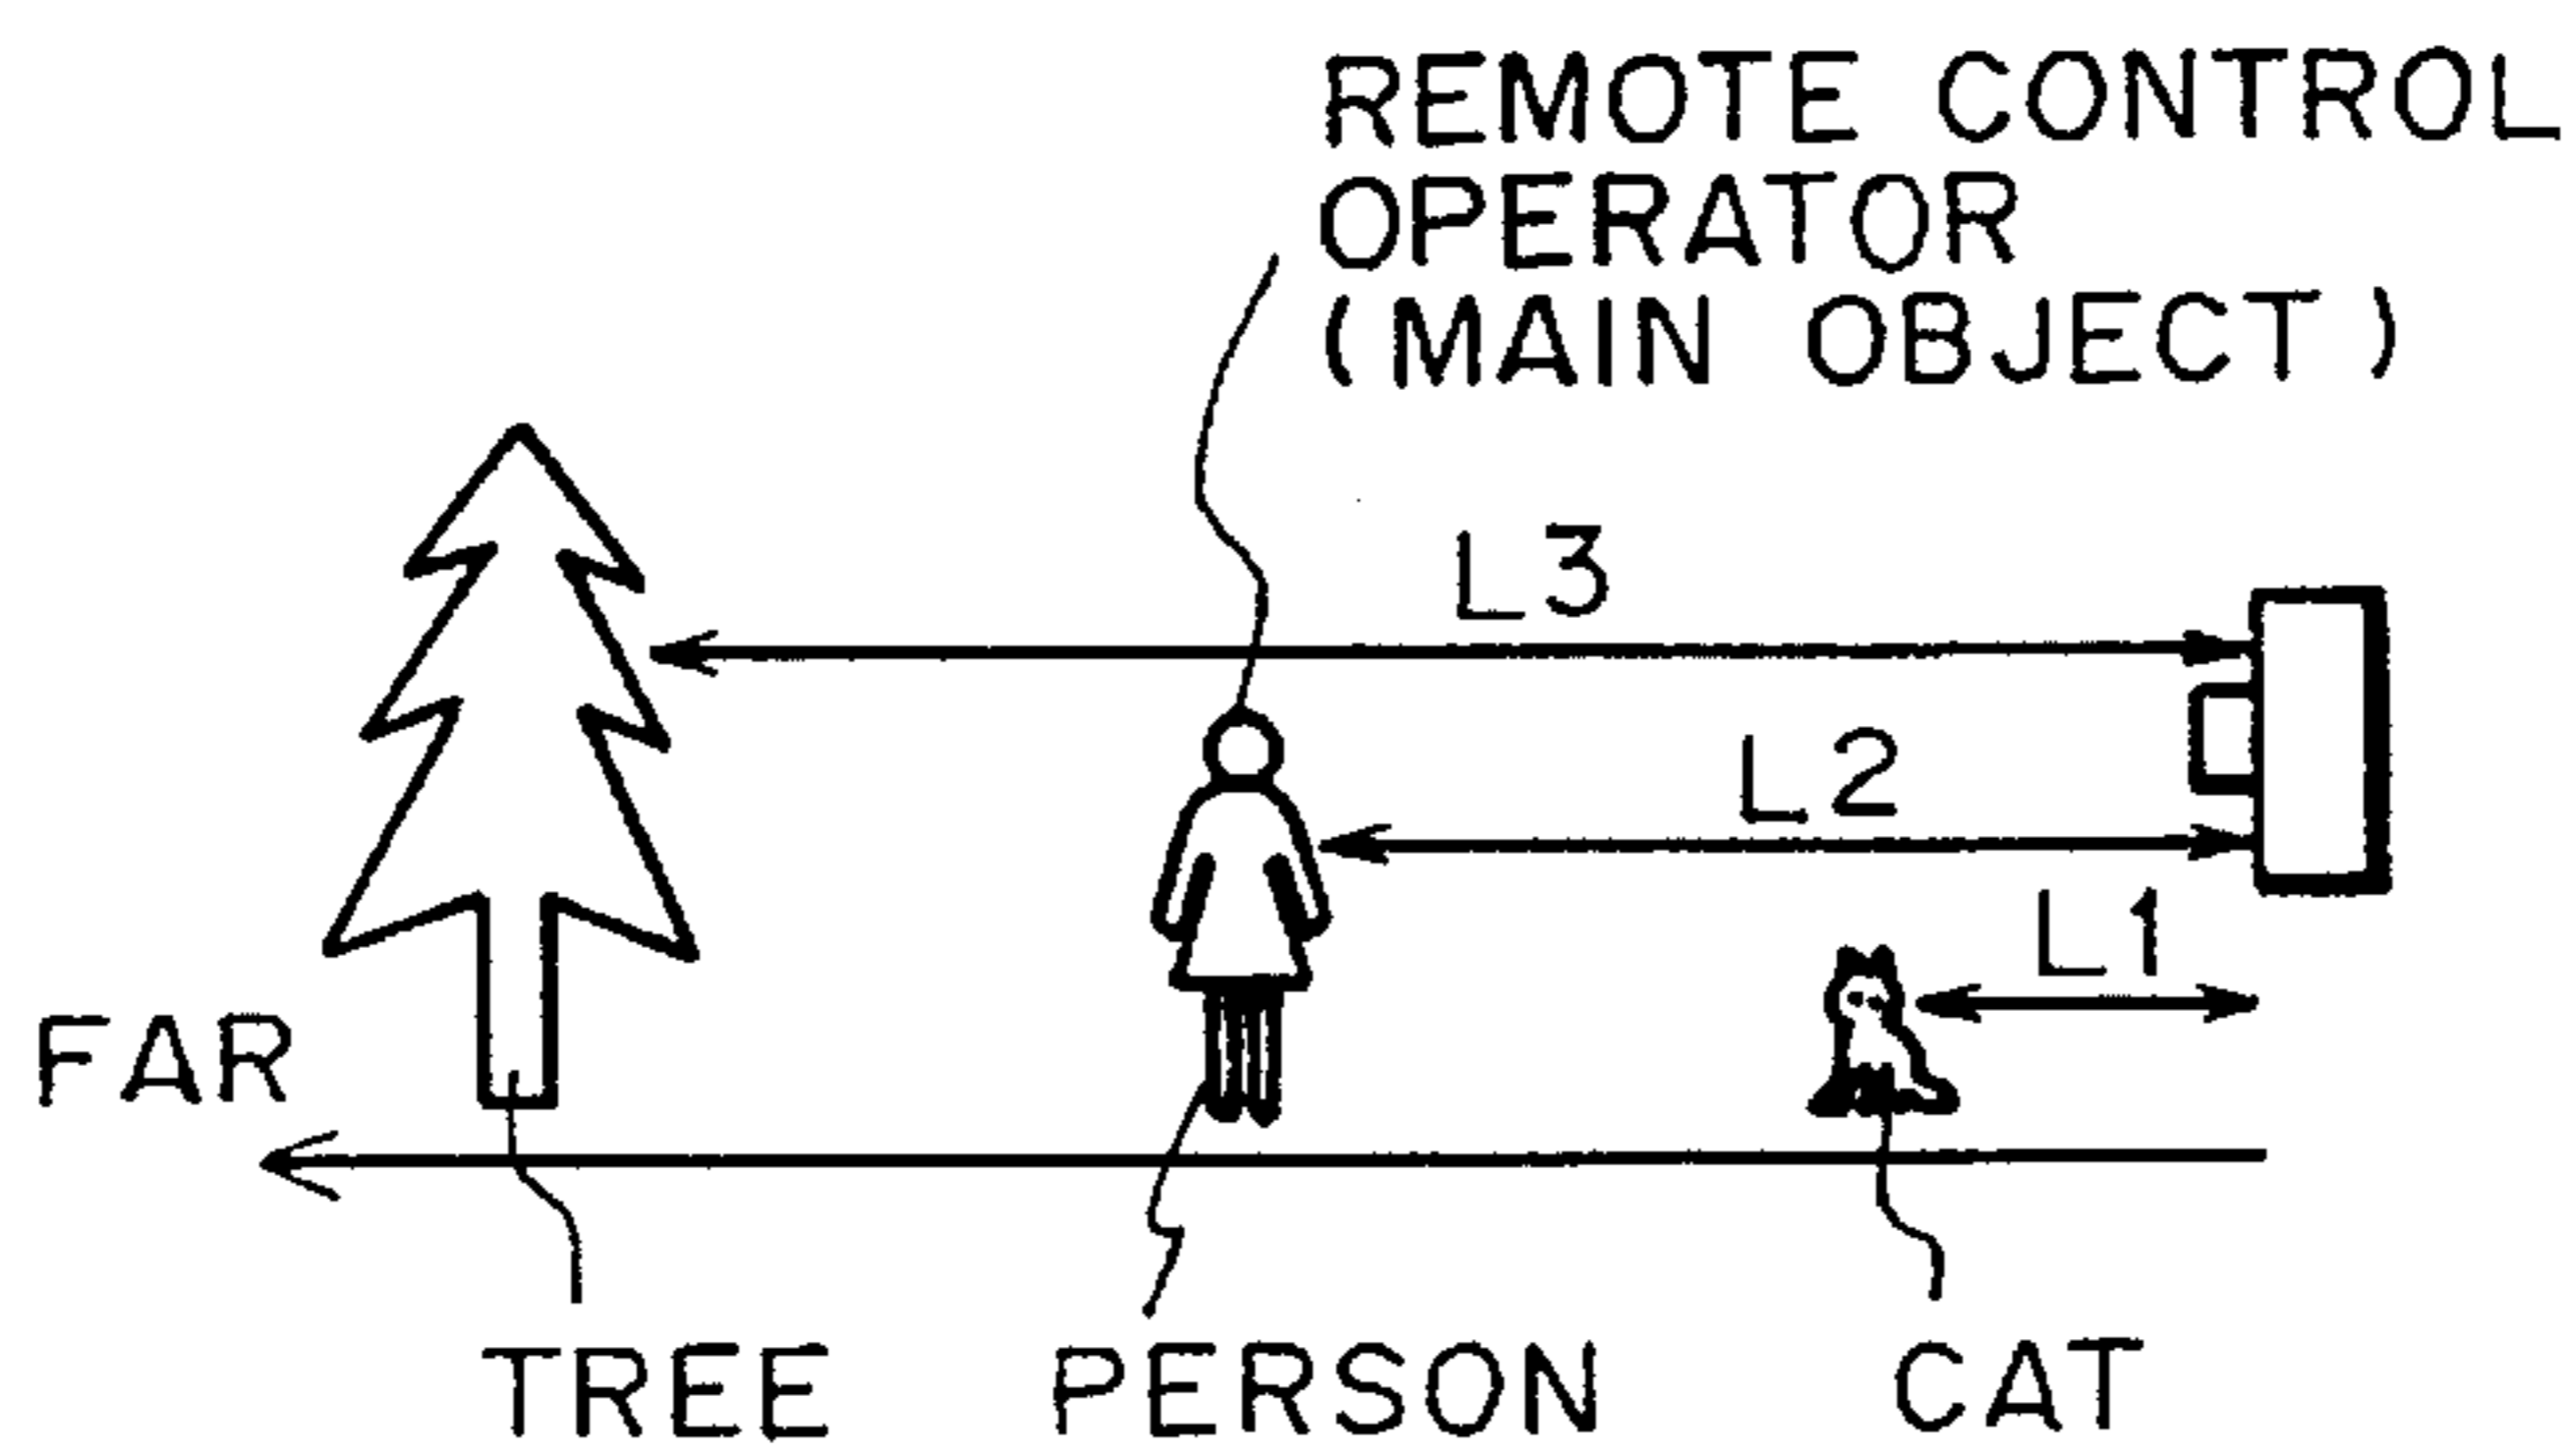 REMOTE CONTROL
OPERATOR
(MAIN OBJECT)
L3
L2
L1
FAR
TREE PERSON CAT